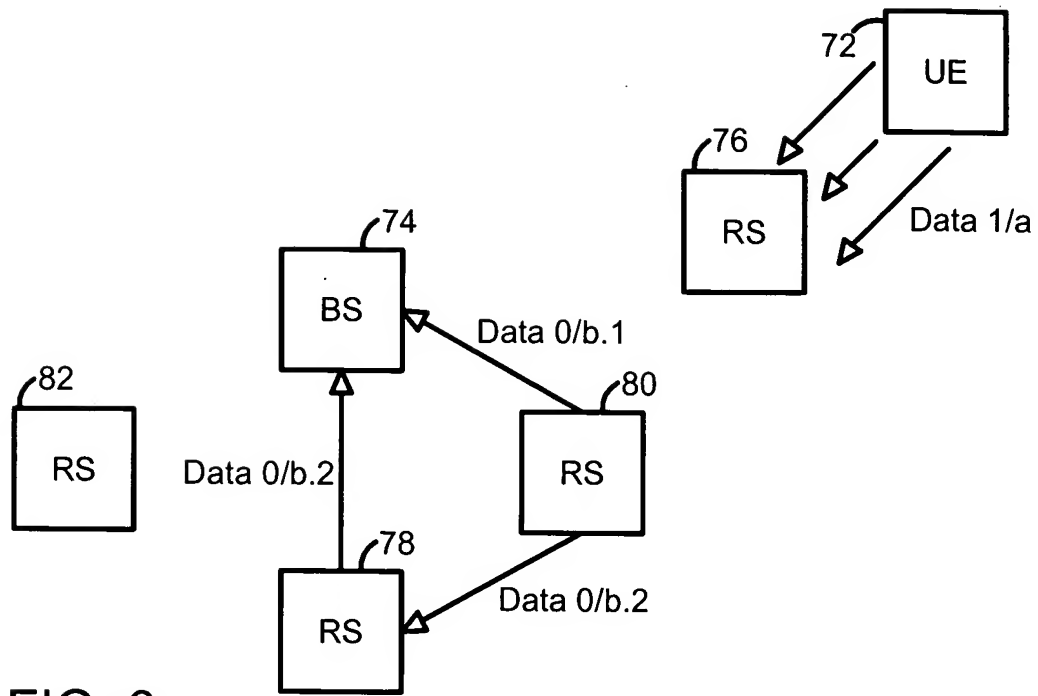 72
UE
76
RS
Data 1/a
74
BS
Data 0/b.1
82
RS
80
RS
Data 0/b.2
78
RS
Data 0/b.2